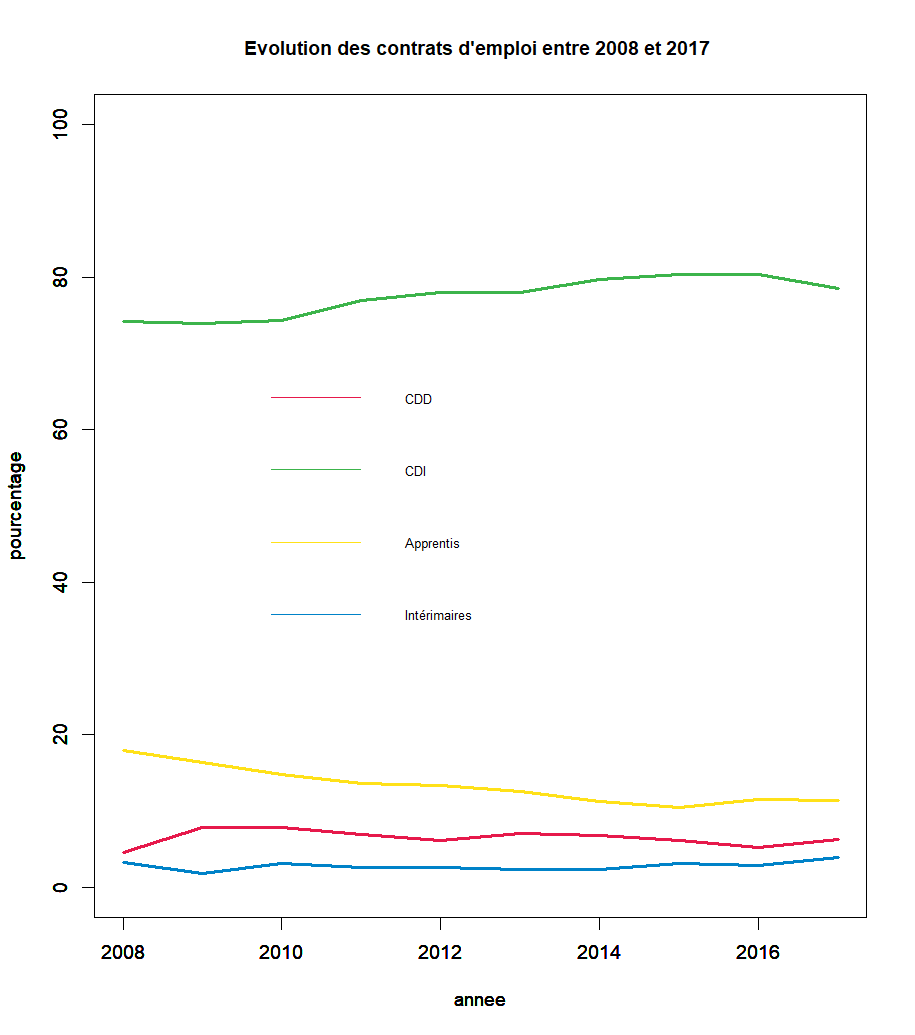 Evolution des contrats d'emploi entre 2008 et 2017
100
80
60
40
20
0
pourcentage
CDD
CDI
Apprentis
Intérimaires
2008 2010 2012 2014 2016
annee